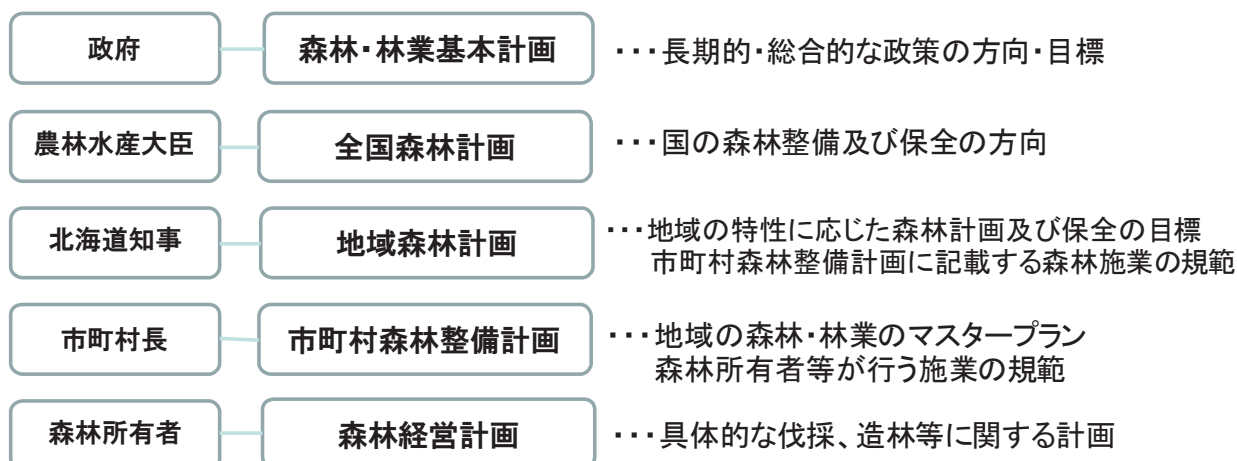 政府 森林・林業基本計画 ・・・長期的・総合的な政策の方向・目標
農林水産大臣 全国森林計画 ・・・国の森林整備及び保全の方向
北海道知事 地域森林計画 ・・・地域の特性に応じた森林計画及び保全の目標
市町村森林整備計画に記載する森林施業の規範
市町村長 市町村森林整備計画 ・・・地域の森林・林業のマスタープラン
森林所有者等が行う施業の規範
森林所有者 森林経営計画 ・・・具体的な伐採、造林等に関する計画